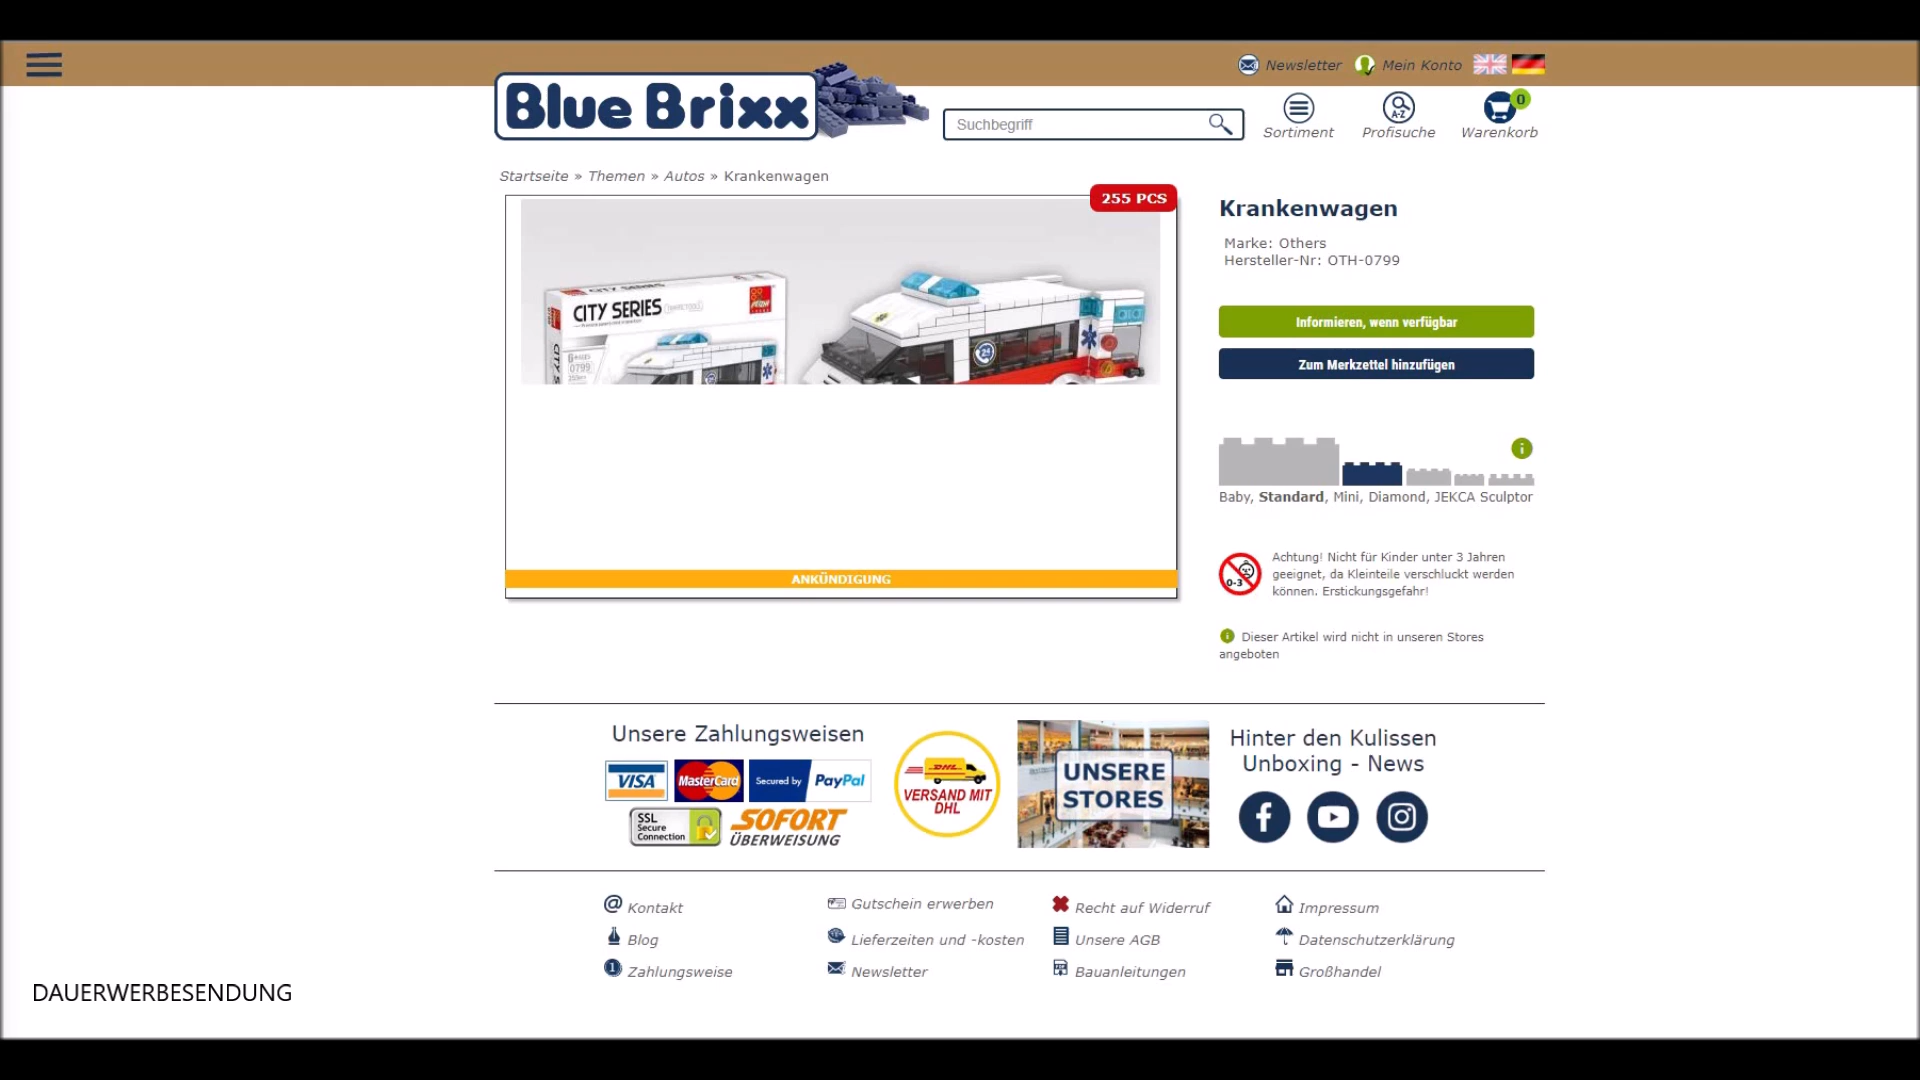 Newsletter
Mein Konto
Blue Brixx
Suchbegriff
Sortiment
A-Z
Profisuche
0
Warenkorb
Startseite » Themen » Autos » Krankenwagen
255 PCS
CITY SERIES
0799
24
ANKÜNDIGUNG
Krankenwagen
Marke: Others
Hersteller-Nr: OTH-0799
Informieren, wenn verfügbar
Zum Merkzettel hinzufügen
i
Baby, Standard, Mini, Diamond, JEKCA Sculptor
0-3
Achtung! Nicht für Kinder unter 3 Jahren
geeignet, da Kleinteile verschluckt werden
können. Erstickungsgefahr!
Dieser Artikel wird nicht in unseren Stores
angeboten
Unsere Zahlungsweisen
VISA
MasterCard
Secured by PayPal
SSL
Secure
Connection
SOFORT
ÜBERWEISUNG
DHL
VERSAND MIT
DHL
UNSERE
STORES
Hinter den Kulissen
Unboxing - News
Kontakt
Gutschein erwerben
Recht auf Widerruf
Impressum
Blog
Lieferzeiten und -kosten
Unsere AGB
Datenschutzerklärung
Zahlungsweise
Newsletter
Bauanleitungen
Großhandel
DAUERWERBESENDUNG